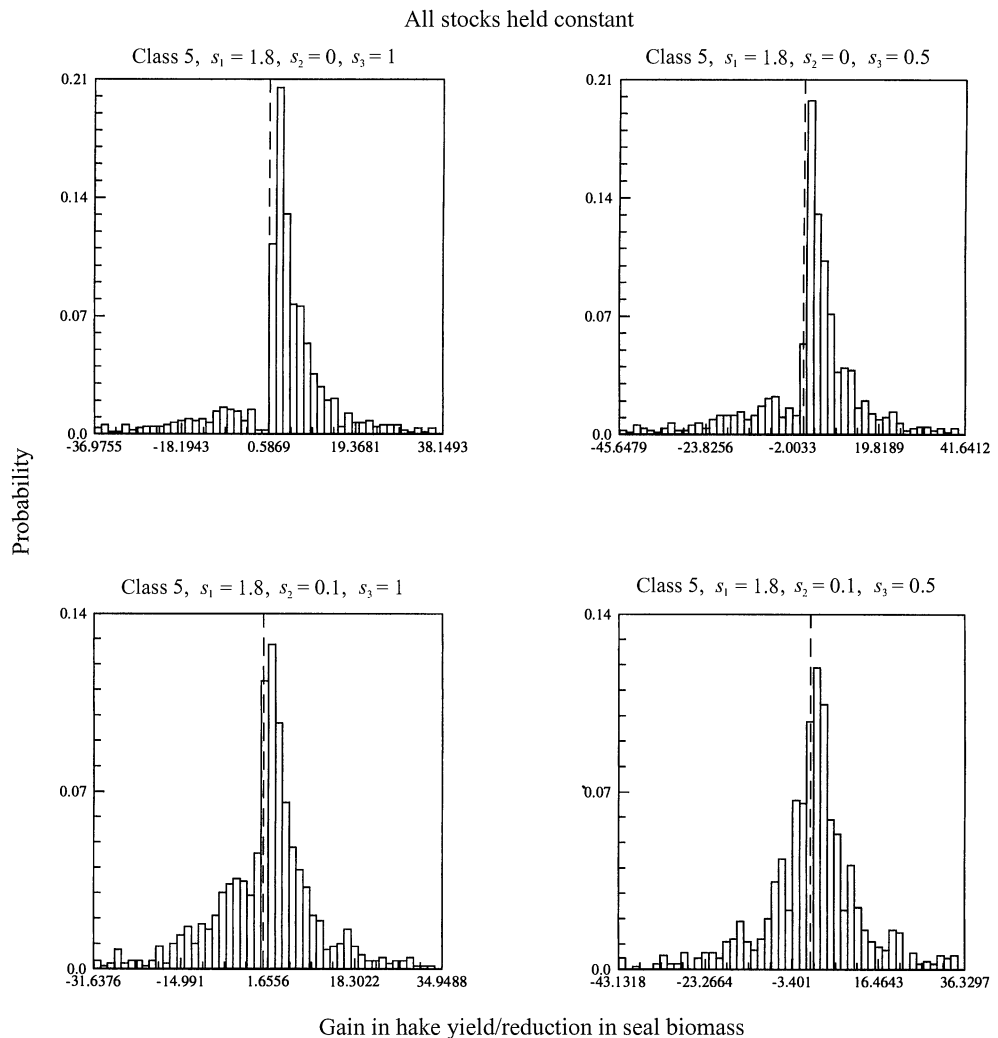 All stocks held constant
Class 5, s₁ = 1.8, s₂ = 0, s₃ = 1
Class 5, s₁ = 1.8, s₂ = 0, s₃ = 0.5
0.21
0.14
0.07
0.0
-36.9755 -18.1943 0.5869 19.3681 38.1493
0.21
0.14
0.07
0.0
-45.6479 -23.8256 -2.0033 19.8189 41.6412
Probability
Class 5, s₁ = 1.8, s₂ = 0.1, s₃ = 1
Class 5, s₁ = 1.8, s₂ = 0.1, s₃ = 0.5
0.14
0.07
0.0
-31.6376 -14.991 1.6556 18.3022 34.9488
0.14
0.07
0.0
-43.1318 -23.2664 -3.401 16.4643 36.3297
Gain in hake yield/reduction in seal biomass